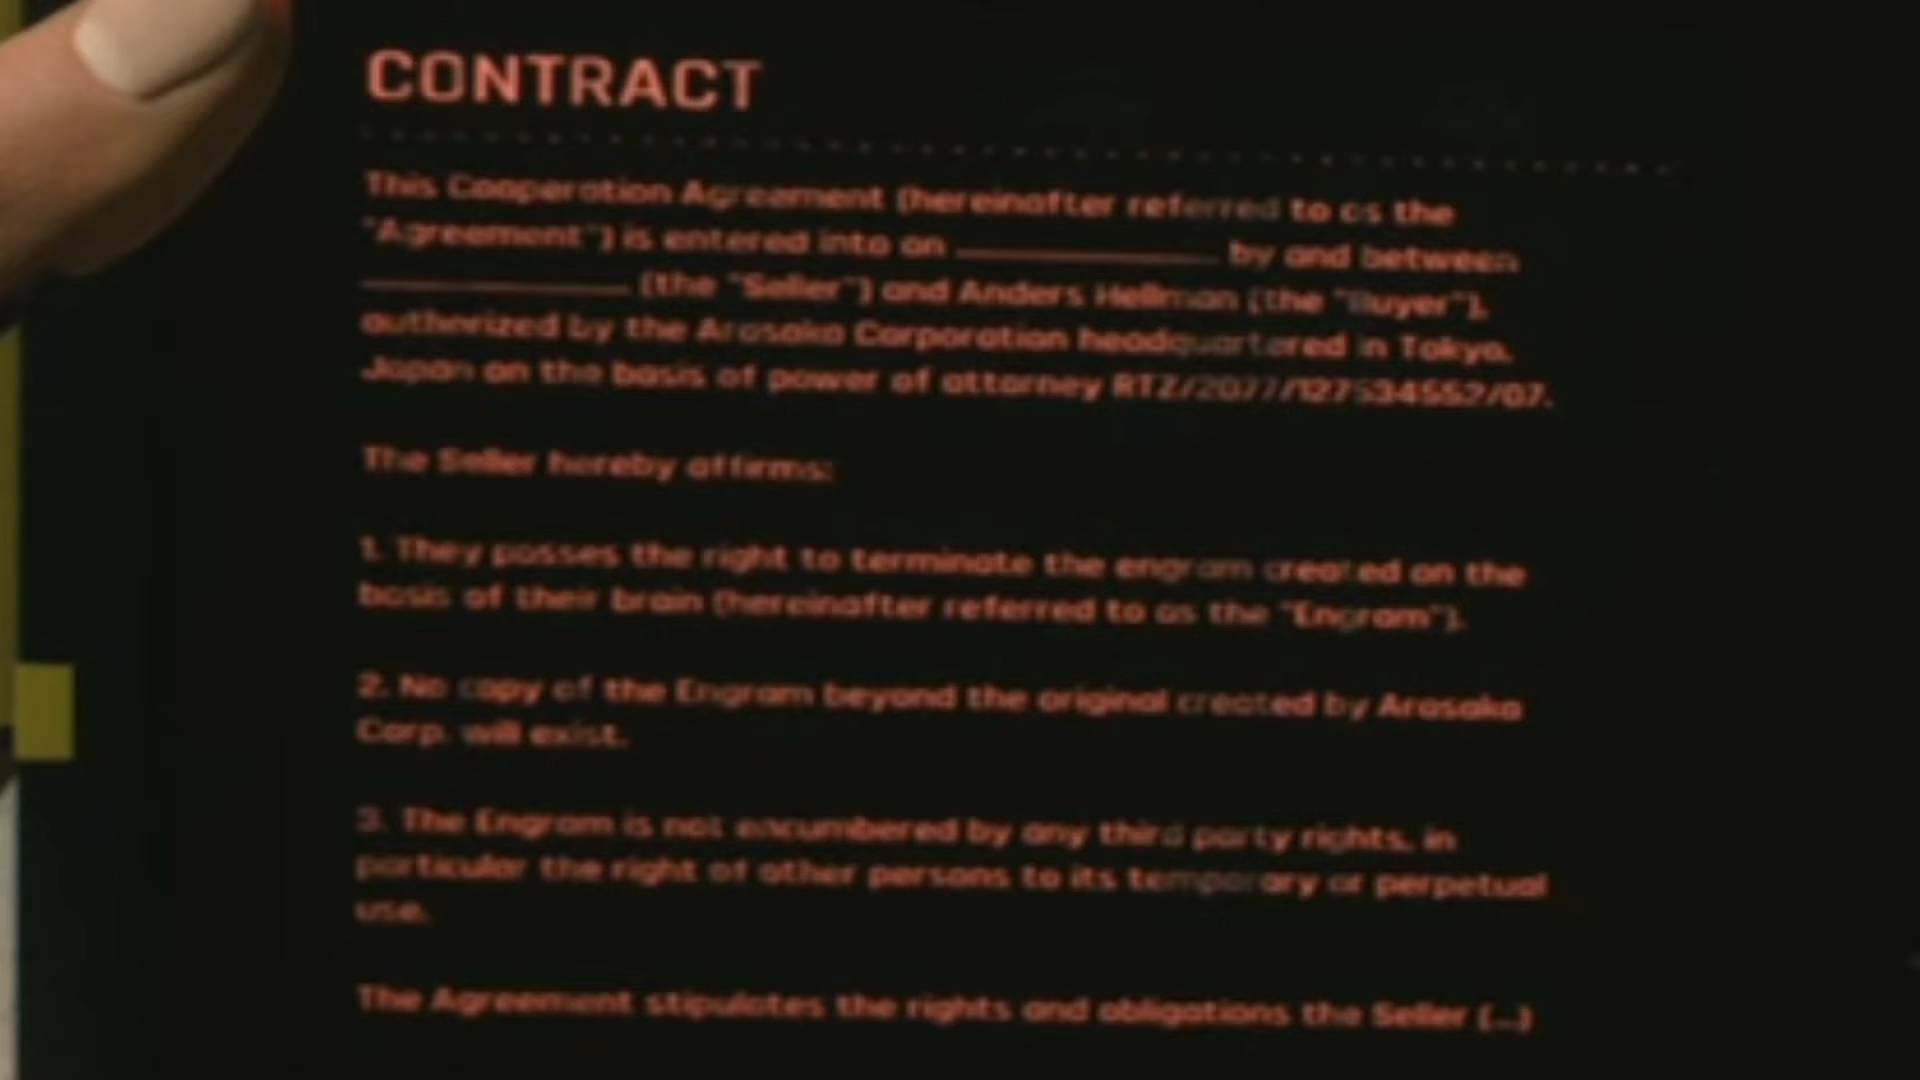 CONTRACT
This Cooperation Agreement (hereinafter referred to as the
"Agreement") is entered into on ____________ by and between
____________ (the "Seller") and Anders Hellman (the "Buyer"),
authorized by the Arasaka Corporation headquartered in Tokyo,
Japan on the basis of power of attorney RTZ/2077/127534552/07.
The Seller hereby affirms:
1. They posses the right to terminate the engram created on the
basis of their brain (hereinafter referred to as the "Engram").
2. No copy of the Engram beyond the original created by Arasaka
Corp. will exist.
3. The Engram is not encumbered by any third party rights, in
particular the right of other persons to its temporary or perpetual
use.
The Agreement stipulates the rights and obligations the Seller (...)